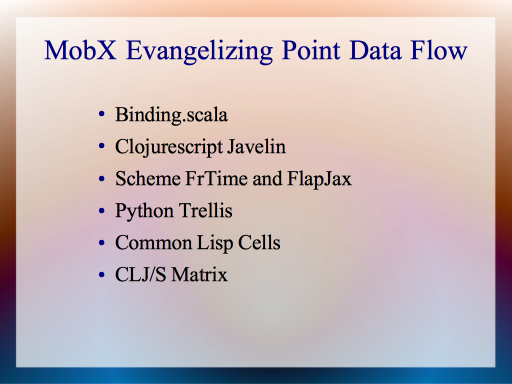 MobX Evangelizing Point Data Flow
• Binding.scala
• Clojurescript Javelin
• Scheme FrTime and FlapJax
• Python Trellis
• Common Lisp Cells
• CLJ/S Matrix